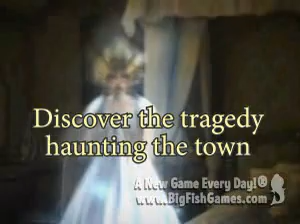 Discover the tragedy
haunting the town
A New Game Every Day!®
www.BigFishGames.com